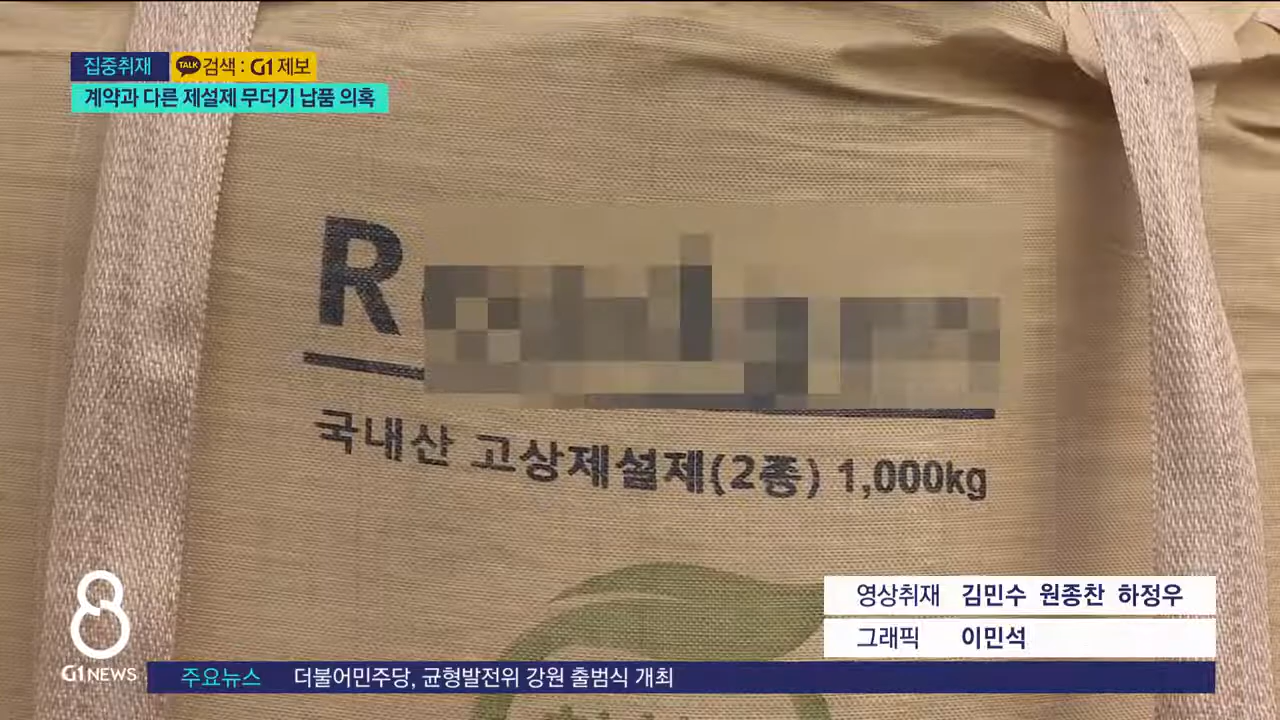 집중취재 TALK 검색 : G1 제보
계약과 다른 제설제 무더기 납품 의혹
R
국내산 고상제설제(2종) 1,000kg
영상취재 김민수 원종찬 하정우
그래픽 이민석
8
G1 NEWS
주요뉴스 더불어민주당, 균형발전위 강원 출범식 개최